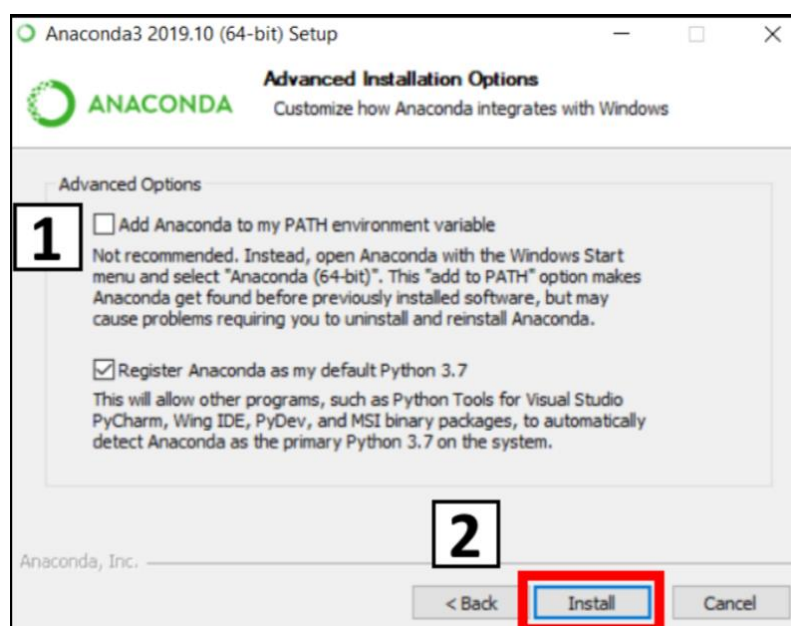 Anaconda3 2019.10 (64-bit) Setup
ANACONDA
Advanced Installation Options
Customize how Anaconda integrates with Windows
Advanced Options
1
Add Anaconda to my PATH environment variable
Not recommended. Instead, open Anaconda with the Windows Start
menu and select "Anaconda (64-bit)". This "add to PATH" option makes
Anaconda get found before previously installed software, but may
cause problems requiring you to uninstall and reinstall Anaconda.
Register Anaconda as my default Python 3.7
This will allow other programs, such as Python Tools for Visual Studio
PyCharm, Wing IDE, PyDev, and MSI binary packages, to automatically
detect Anaconda as the primary Python 3.7 on the system.
2
Anaconda, Inc.
< Back
Install
Cancel